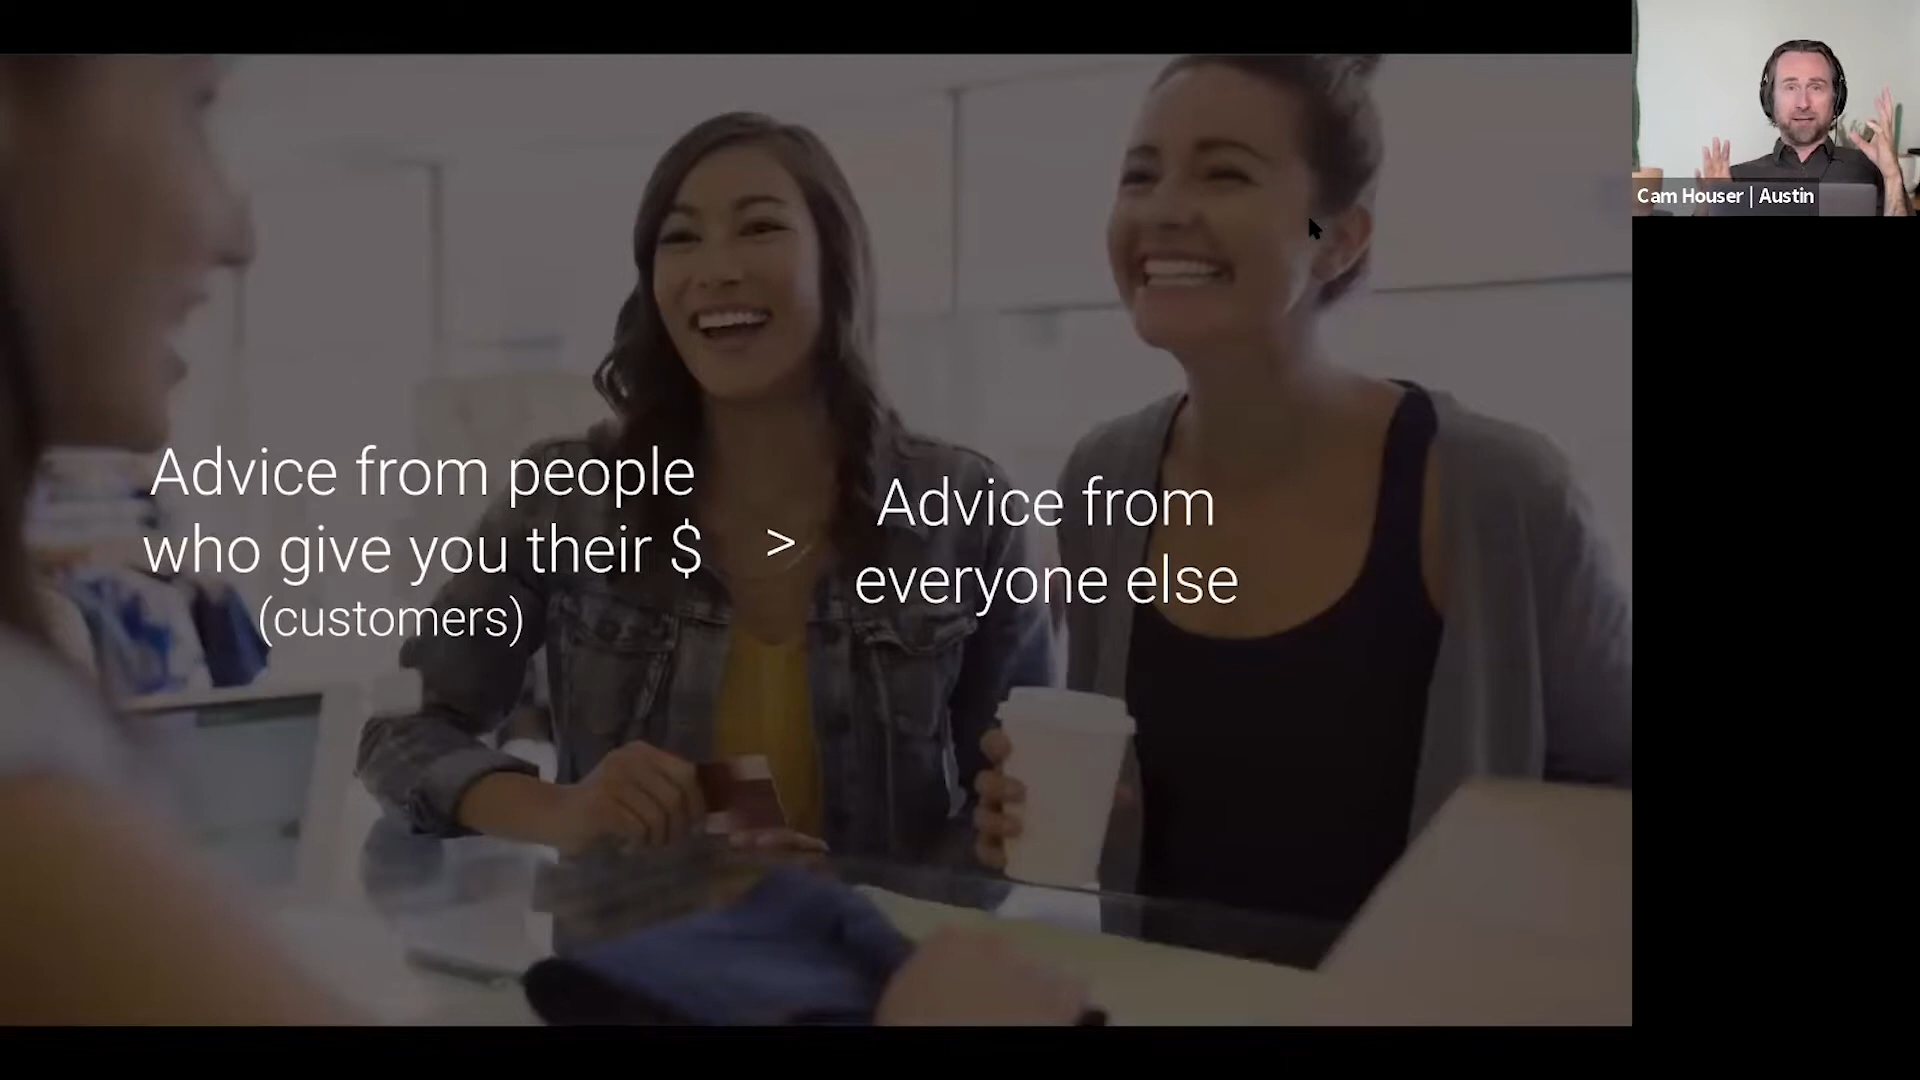 Advice from people
who give you their $
(customers)
>
Advice from
everyone else
Cam Houser | Austin